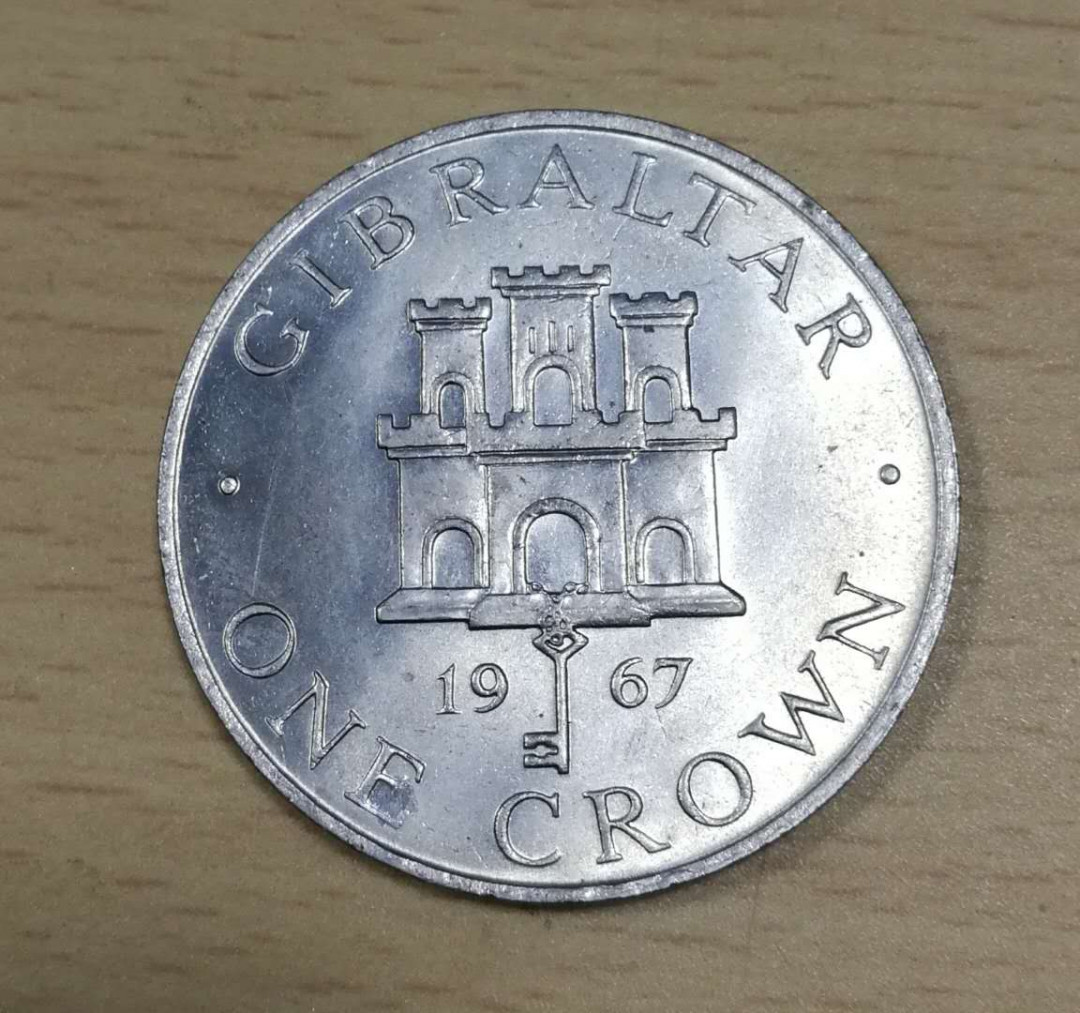 GIBRALTAR
19 67
ONE CROWN